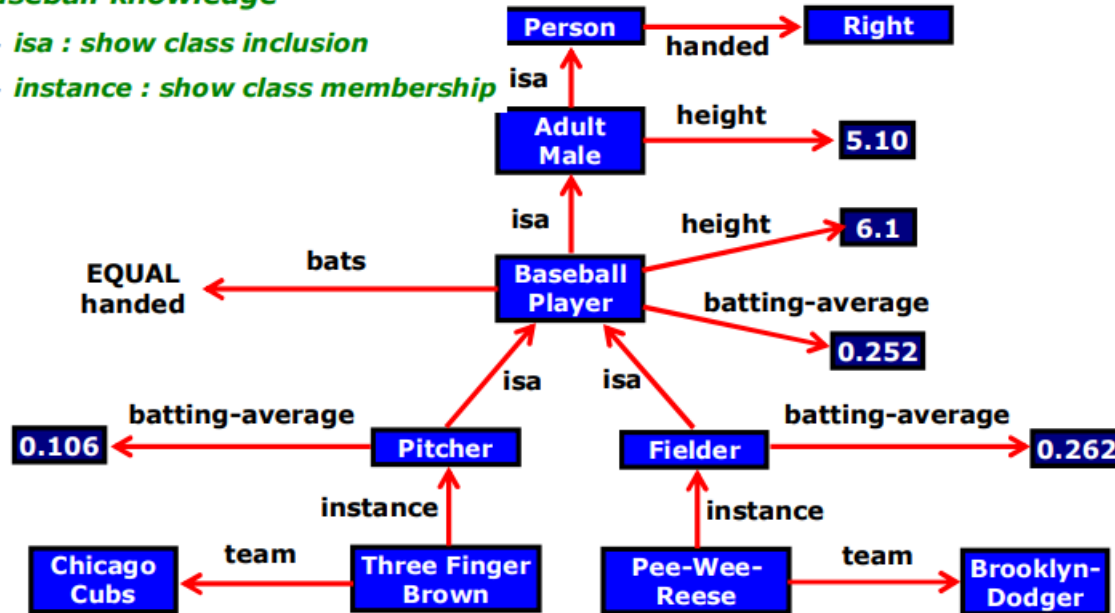 isa : show class inclusion
instance : show class membership
Person
handed
Right
isa
Adult
Male
height
5.10
isa
height
6.1
EQUAL
handed
bats
Baseball
Player
batting-average
0.252
isa
isa
batting-average
batting-average
0.106
Pitcher
Fielder
0.262
instance
instance
Chicago
Cubs
team
Three Finger
Brown
Pee-Wee-
Reese
team
Brooklyn-
Dodger